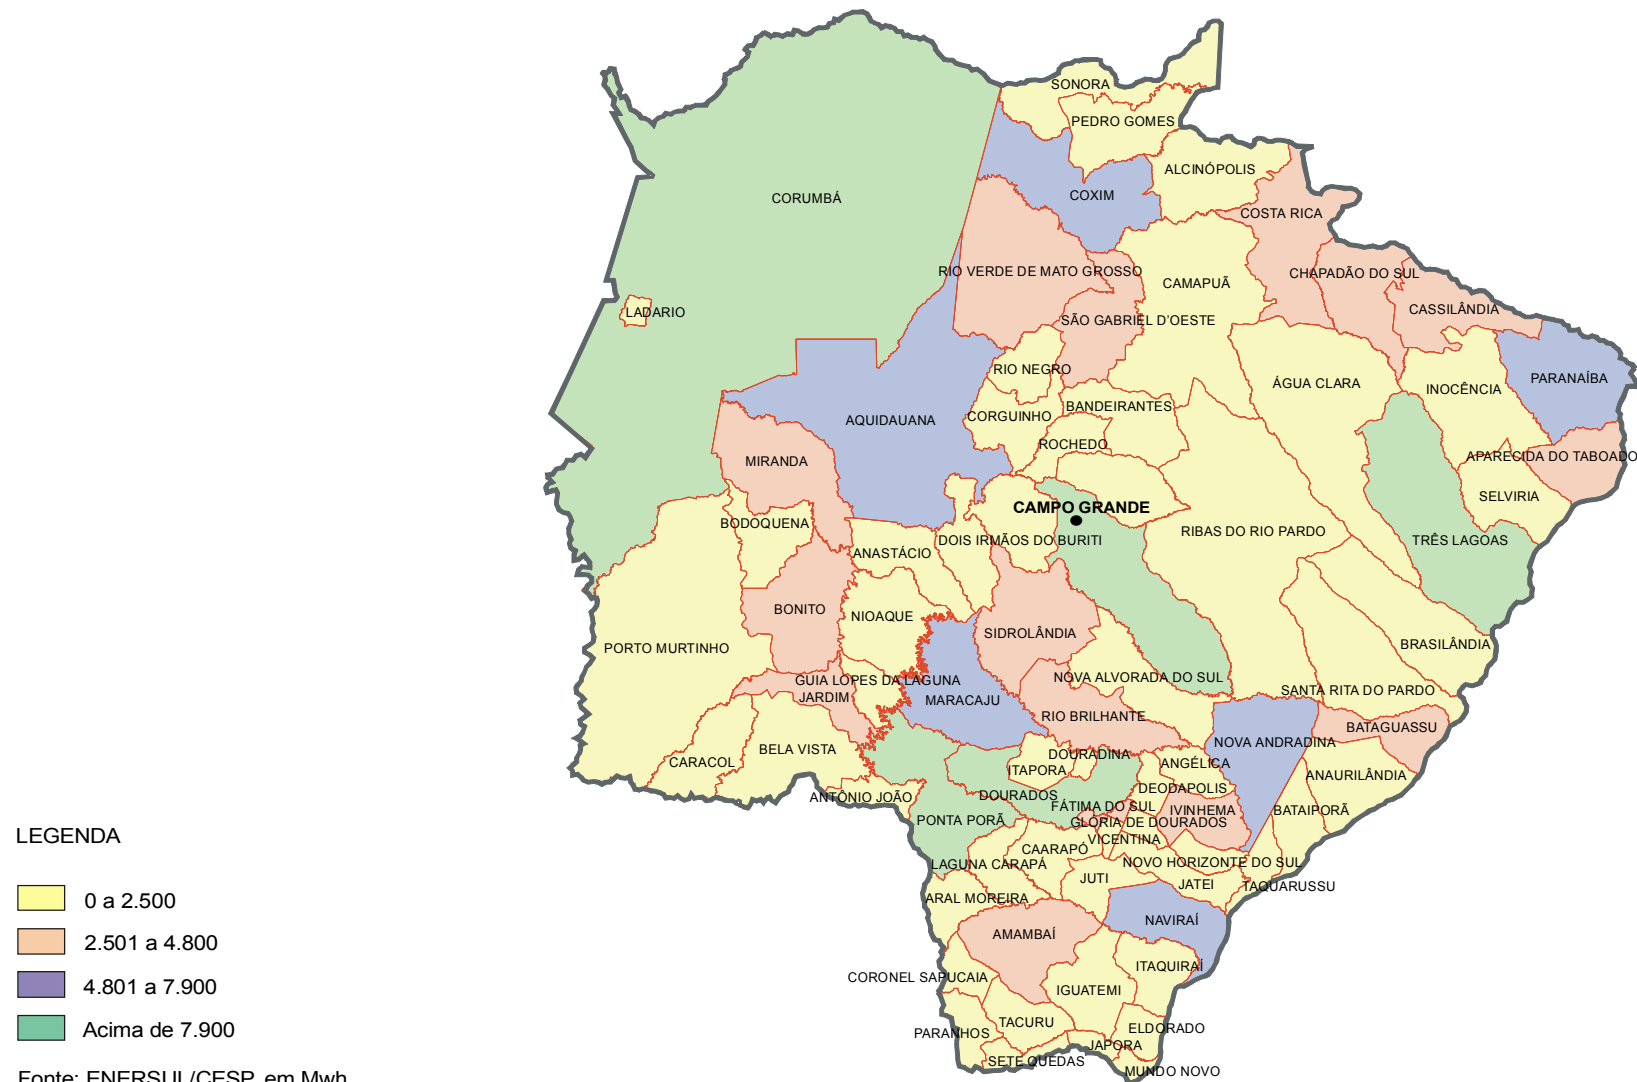 SONORA
PEDRO GOMES
ALCINÓPOLIS
CORUMBÁ
COXIM
COSTA RICA
RIO VERDE DE MATO GROSSO
CHAPADÃO DO SUL
CAMAPUÃ
LADARIO
SÃO GABRIEL D'OESTE
CASSILÂNDIA
RIO NEGRO
ÁGUA CLARA
INOCÊNCIA
PARANAÍBA
AQUIDAUANA
CORGUINHO
BANDEIRANTES
ROCHEDO
MIRANDA
APARECIDA DO TABOADO
SELVIRIA
CAMPO GRANDE
BODOQUENA
RIBAS DO RIO PARDO
ANASTÁCIO
DOIS IRMÃOS DO BURITI
TRÊS LAGOAS
BONITO
NIOAQUE
SIDROLÂNDIA
PORTO MURTINHO
BRASILÂNDIA
GUIA LOPES DA LAGUNA
NOVA ALVORADA DO SUL
JARDIM
MARACAJU
SANTA RITA DO PARDO
RIO BRILHANTE
BATAGUASSU
BELA VISTA
NOVA ANDRADINA
CARACOL
DOURADINA
ITAPORA
ANGÉLICA
ANAURILÂNDIA
ANTÔNIO JOÃO
DOURADOS
DEODAPOLIS
FÁTIMA DO SUL
IVINHEMA
BATAIPORÃ
PONTA PORÃ
GLÓRIA DE DOURADOS
VICENTINA
CAARAPÓ
LAGUNA CARAPÁ
NOVO HORIZONTE DO SUL
JUTI
JATEI
TAQUARUSSU
ARAL MOREIRA
NAVIRAÍ
AMAMBAÍ
ITAQUIRAÍ
CORONEL SAPUCAIA
IGUATEMI
TACURU
PARANHOS
ELDORADO
JAPORA
SETE QUEDAS
MUNDO NOVO
LEGENDA
0 a 2.500
2.501 a 4.800
4.801 a 7.900
Acima de 7.900
Fonte: ENERSUL/CESP, em Mwh